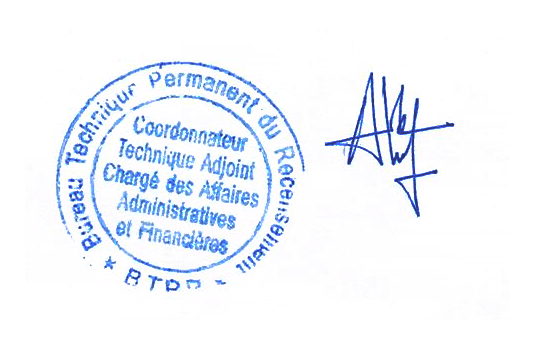 Bureau Technique Permanent du Recensement
Coordonnateur
Technique Adjoint
Chargé des Affaires
Administratives
et Financières
* BTPR *